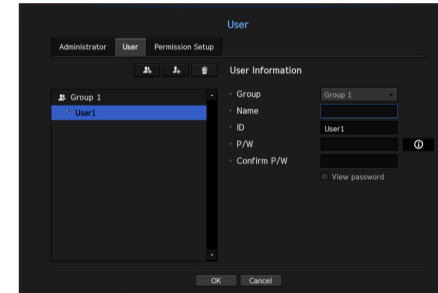 User
Administrator User Permission Setup
User Information
Group 1
User1
· Group Group 1
· Name
· ID User1
· P/W
· Confirm P/W
View password
OK Cancel